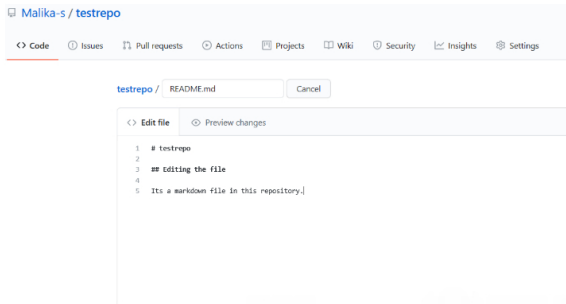 Malika-s / testrepo
Code Issues Pull requests Actions Projects Wiki Security Insights Settings
testrepo / README.md Cancel
Edit file Preview changes
1 # testrepo
2
3 ## Editing the file
4
5 Its a markdown file in this repository.